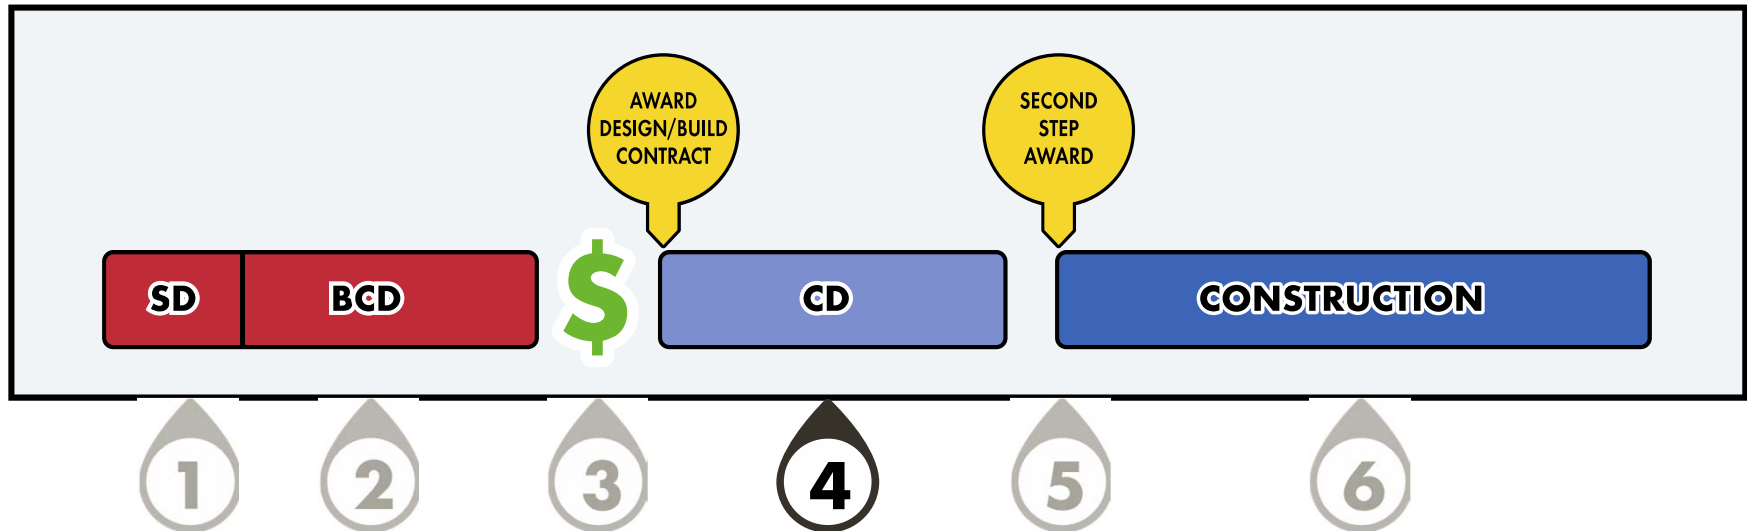 AWARD
DESIGN/BUILD
CONTRACT
SECOND
STEP
AWARD
SD
BCD
$
CD
CONSTRUCTION
1
2
3
4
5
6